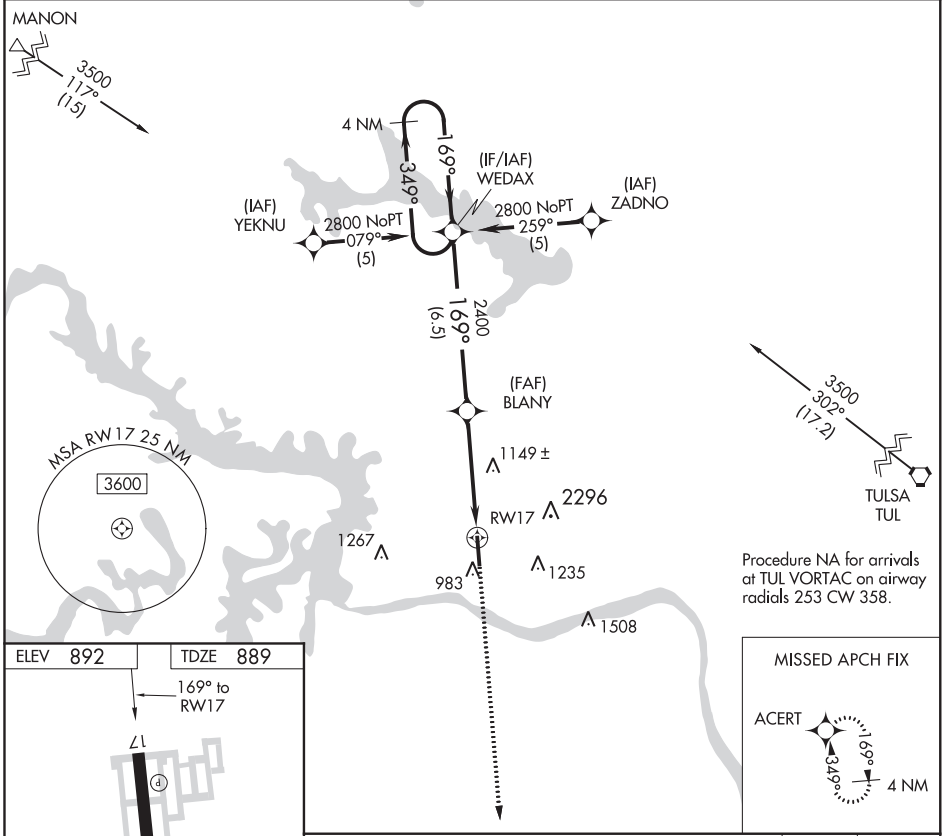 MANON
3500
117°
(15)
4 NM
349°
169°
(IF/IAF)
WEDAX
(IAF)
YEKNU
2800 NoPT
079°
(5)
(IAF)
ZADNO
2800 NoPT
259°
(5)
2400
169°
(6.5)
(FAF)
BLANY
3500
302°
(17.2)
TULSA
TUL
MSA RW17 25 NM
3600
1149 ±
2296
RW17
1267
983
1235
1508
Procedure NA for arrivals
at TUL VORTAC on airway
radials 253 CW 358.
ELEV 892
TDZE 889
169° to
RW17
17
P
MISSED APCH FIX
ACERT
349°
169°
4 NM